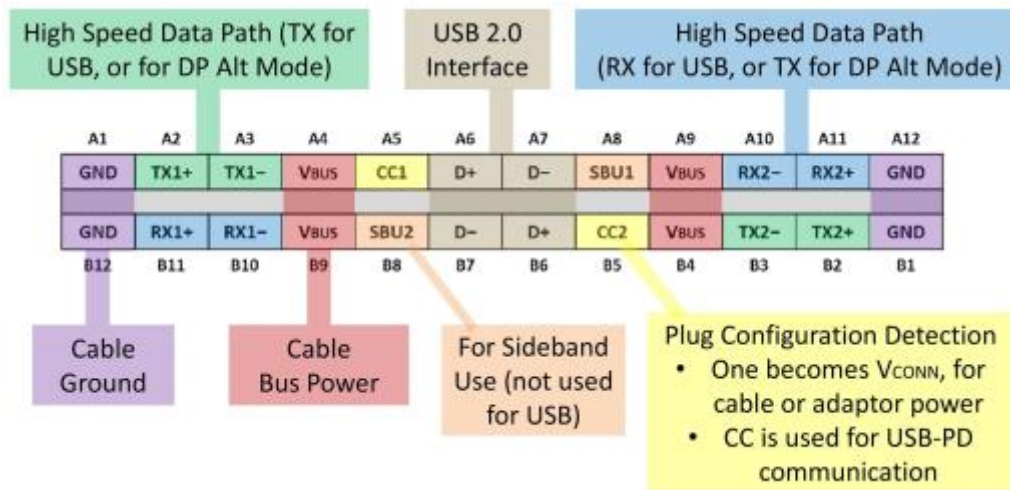 High Speed Data Path (TX for
USB, or for DP Alt Mode)
USB 2.0
Interface
High Speed Data Path
(RX for USB, or TX for DP Alt Mode)
A1 A2 A3 A4 A5 A6 A7 A8 A9 A10 A11 A12
GND TX1+ TX1− VBUS CC1 D+ D− SBU1 VBUS RX2− RX2+ GND
GND RX1+ RX1− VBUS SBU2 D− D+ CC2 VBUS TX2− TX2+ GND
B12 B11 B10 B9 B8 B7 B6 B5 B4 B3 B2 B1
Cable
Ground
Cable
Bus Power
For Sideband
Use (not used
for USB)
Plug Configuration Detection
• One becomes VCONN, for
cable or adaptor power
• CC is used for USB-PD
communication